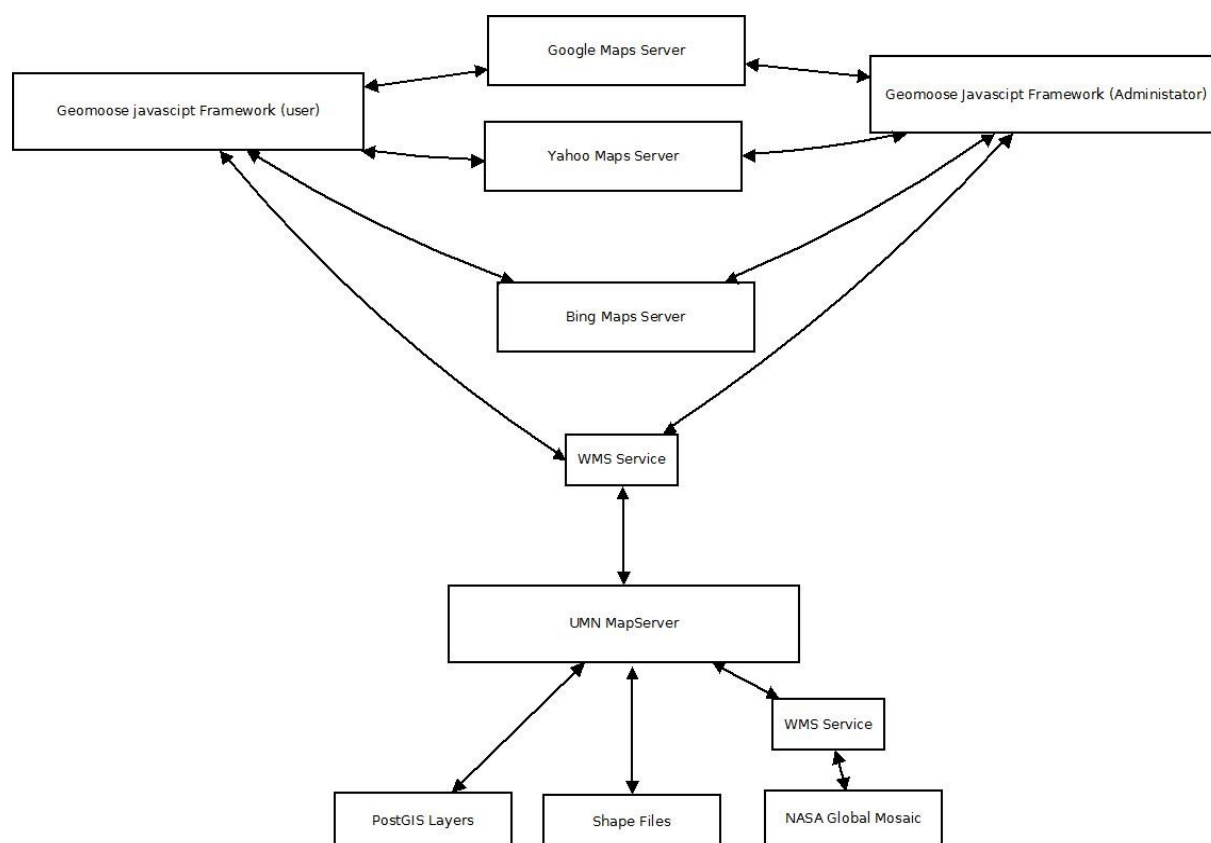 Google Maps Server
Geomoose javascipt Framework (user)
Geomoose Javascipt Framework (Administator)
Yahoo Maps Server
Bing Maps Server
WMS Service
UMN MapServer
WMS Service
PostGIS Layers
Shape Files
NASA Global Mosaic